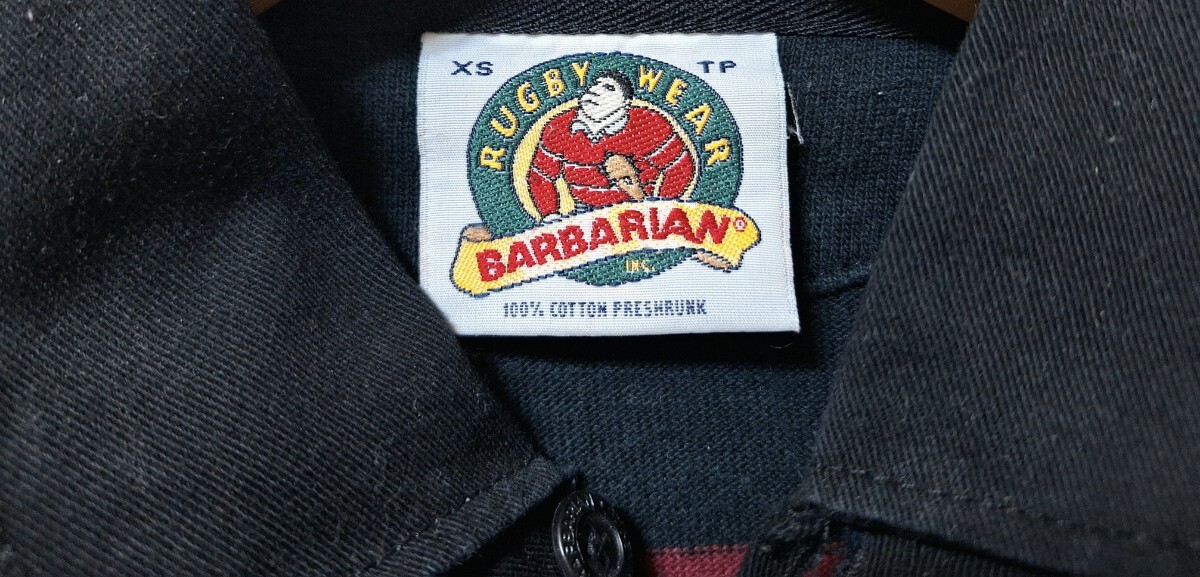 XS TP
RUGBY WEAR
BARBARIAN®
INC.
100% COTTON PRESHRUNK